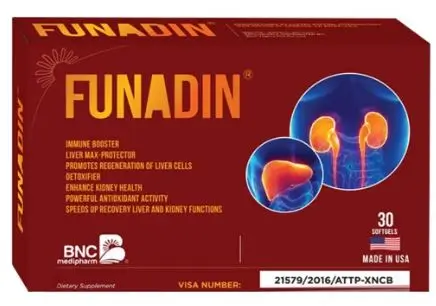 FUNADIN®
FUNADIN®
IMMUNE BOOSTER
LIVER MAX-PROTECTOR
PROMOTES REGENERATION OF LIVER CELLS
DETOXIFIER
ENHANCE KIDNEY HEALTH
POWERFUL ANTIOXIDANT ACTIVITY
SPEEDS UP RECOVERY LIVER AND KIDNEY FUNCTIONS
30
SOFTGELS
MADE IN USA
BNC
medipharm
Dietary Supplement
VISA NUMBER:
21579/2016/ATTP-XNCB